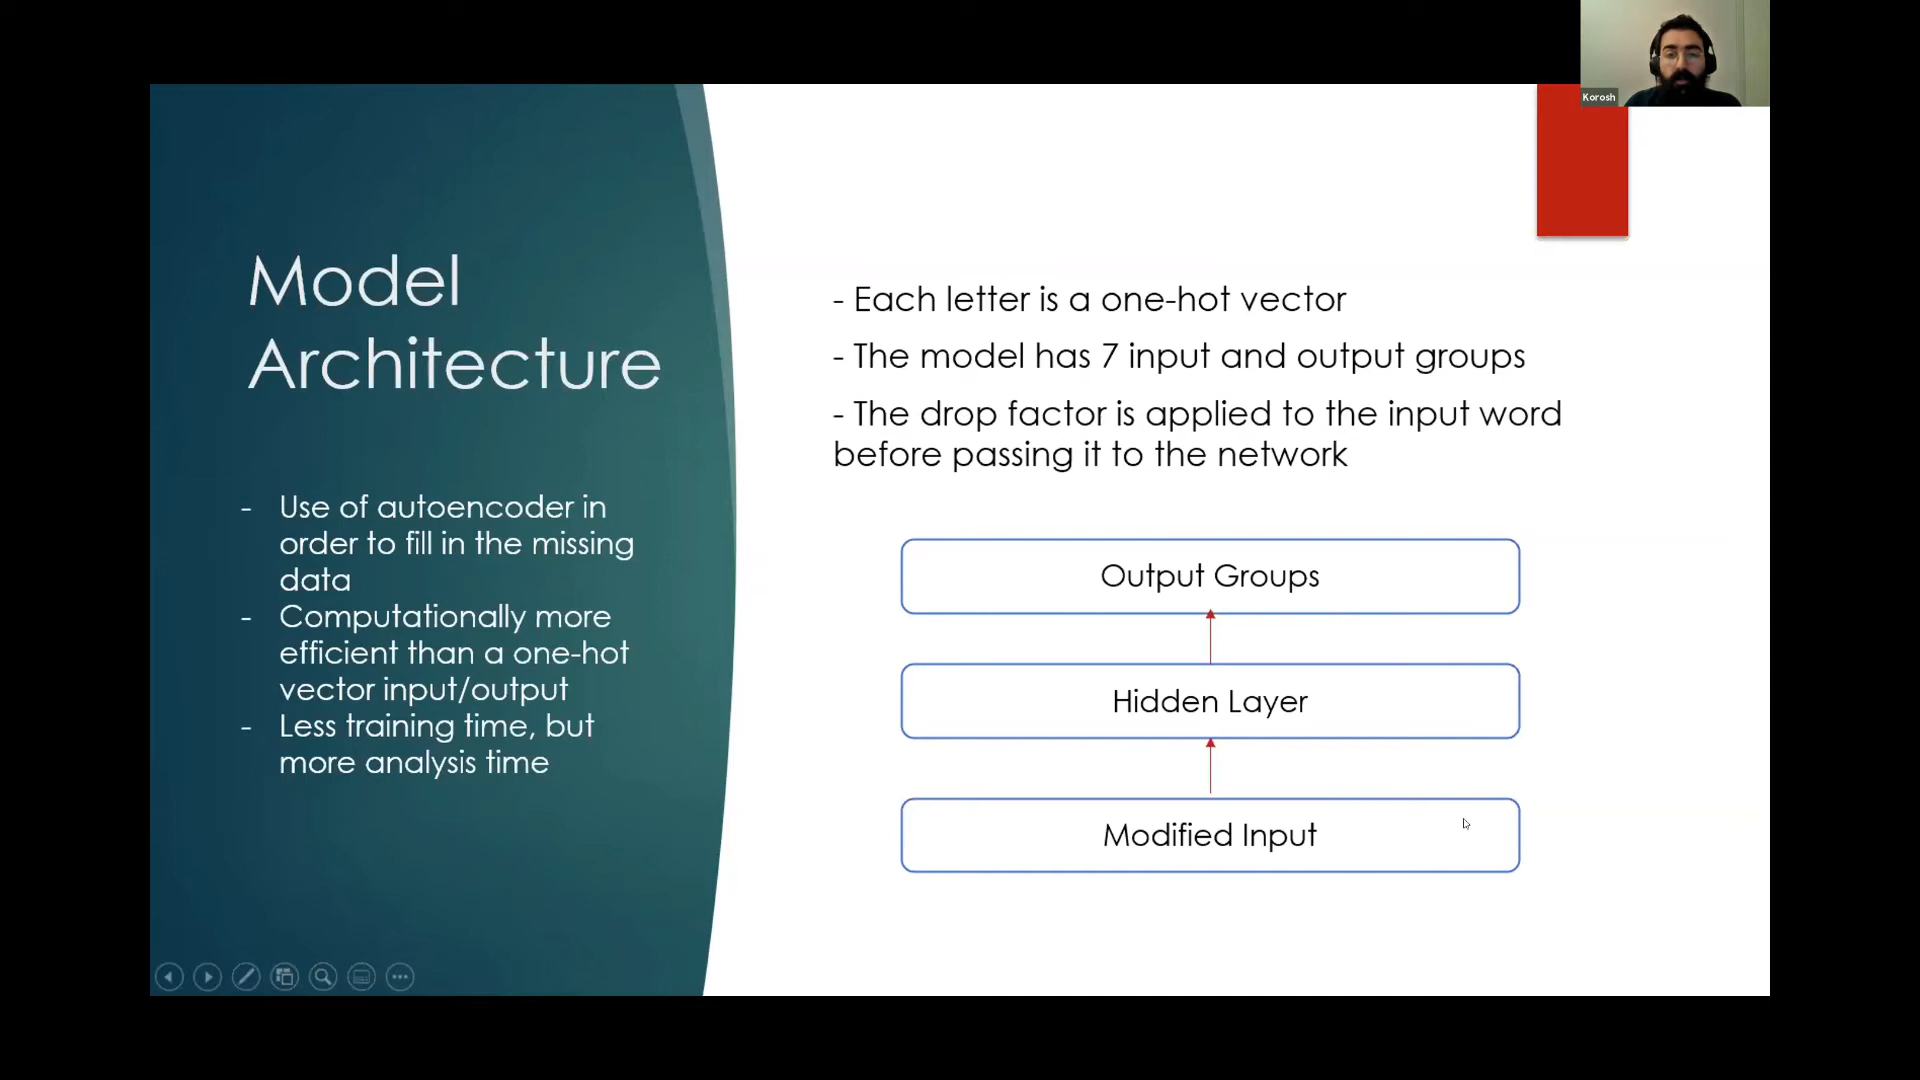 Korosh
Model
Architecture
- Use of autoencoder in
order to fill in the missing
data
- Computationally more
efficient than a one-hot
vector input/output
- Less training time, but
more analysis time
- Each letter is a one-hot vector
- The model has 7 input and output groups
- The drop factor is applied to the input word
before passing it to the network
Output Groups
Hidden Layer
Modified Input